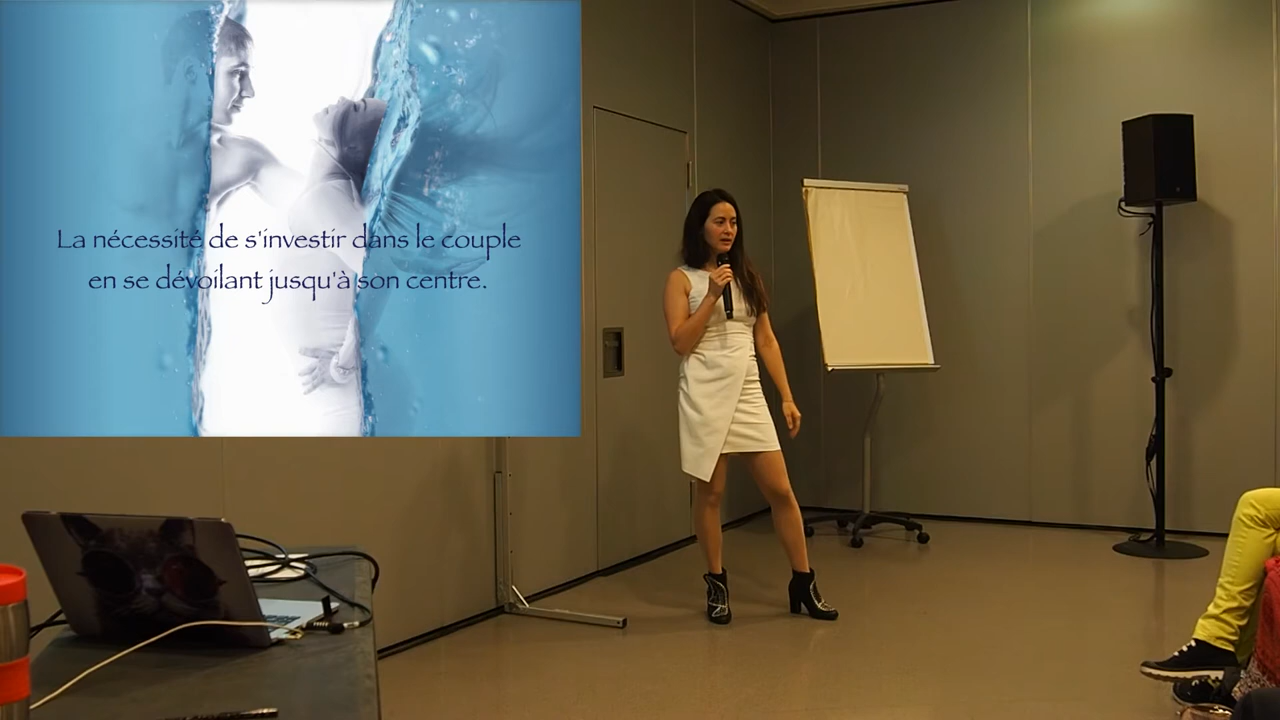 La nécessité de s'investir dans le couple
en se dévoilant jusqu'à son centre.